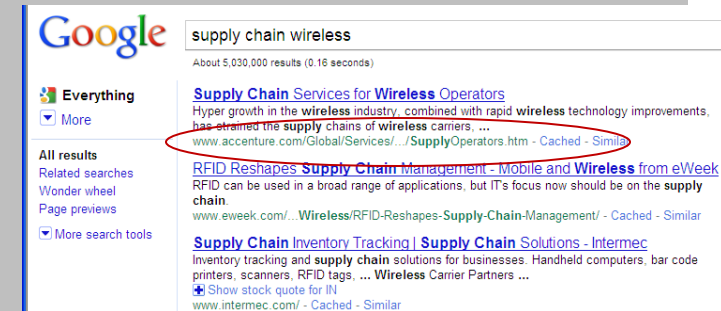 Google
supply chain wireless
About 5,030,000 results (0.16 seconds)
Everything
More
All results
Related searches
Wonder wheel
Page previews
More search tools
Supply Chain Services for Wireless Operators
Hyper growth in the wireless industry, combined with rapid wireless technology improvements,
has strained the supply chains of wireless carriers, ...
www.accenture.com/Global/Services/.../SupplyOperators.htm - Cached - Similar
RFID Reshapes Supply Chain Management - Mobile and Wireless from eWeek
RFID can be used in a broad range of applications, but IT's focus now should be on the supply
chain.
www.eweek.com/...Wireless/RFID-Reshapes-Supply-Chain-Management/ - Cached - Similar
Supply Chain Inventory Tracking | Supply Chain Solutions - Intermec
Inventory tracking and supply chain solutions for businesses. Handheld computers, bar code
printers, scanners, RFID tags, ... Wireless Carrier Partners ...
Show stock quote for IN
www.intermec.com/ - Cached - Similar